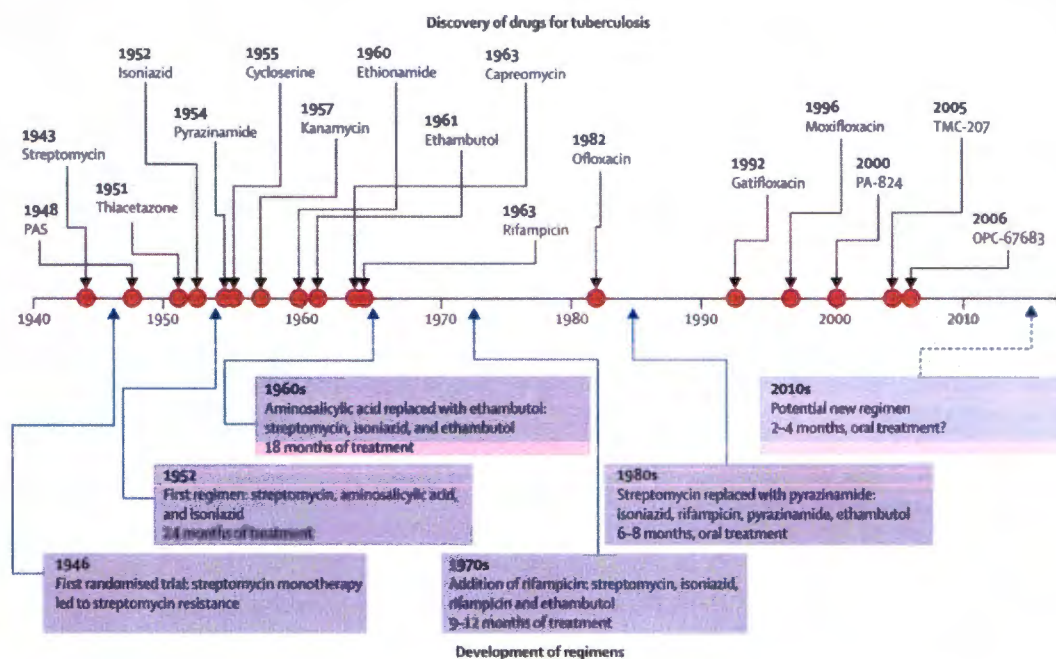 Discovery of drugs for tuberculosis
1952
Isoniazid
1955
Cycloserine
1960
Ethionamide
1963
Capreomycin
1954
Pyrazinamide
1957
Kanamycin
1961
Ethambutol
1996
Moxifloxacin
2005
TMC-207
1943
Streptomycin
1982
Ofloxacin
1992
Gatifloxacin
2000
PA-824
1951
Thiacetazone
1948
PAS
1963
Rifampicin
2006
OPC-67683
1940 1950 1960 1970 1980 1990 2000 2010
1960s
Aminosalicylic acid replaced with ethambutol:
streptomycin, isoniazid, and ethambutol
18 months of treatment
2010s
Potential new regimen
2–4 months, oral treatment?
1952
First regimen: streptomycin, aminosalicylic acid,
and isoniazid
24 months of treatment
1980s
Streptomycin replaced with pyrazinamide:
isoniazid, rifampicin, pyrazinamide, ethambutol
6–8 months, oral treatment
1946
First randomised trial: streptomycin monotherapy
led to streptomycin resistance
1970s
Addition of rifampicin: streptomycin, isoniazid,
rifampicin and ethambutol
9–12 months of treatment
Development of regimens